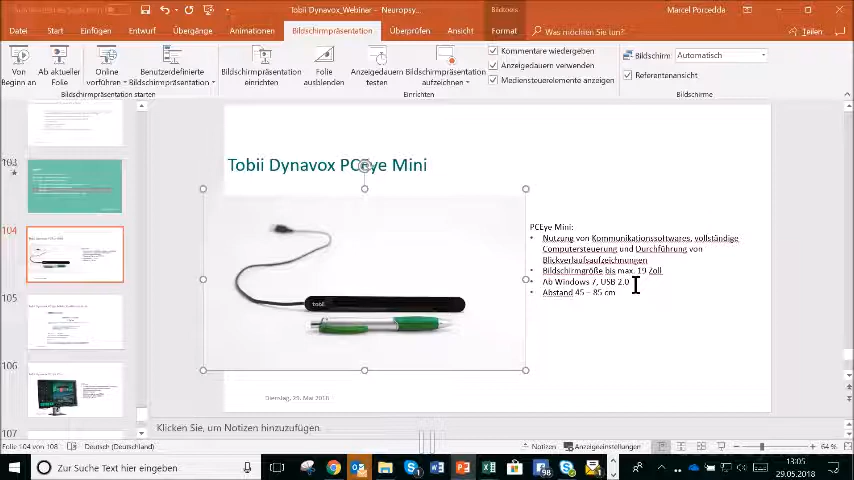 Tobii Dynavox_Webinar – Neuropsy...
Bildtools
Marcel Porcedda
Datei Start Einfügen Entwurf Übergänge Animationen Bildschirmpräsentation Überprüfen Ansicht Format Was möchten Sie tun? Teilen
Von Beginn an
Ab aktueller Folie
Online vorführen
Benutzerdefinierte Bildschirmpräsentation
Bildschirmpräsentation einrichten
Folie ausblenden
Anzeigedauern testen
Bildschirmpräsentation aufzeichnen
Kommentare wiedergeben
Anzeigedauern verwenden
Mediensteuerelemente anzeigen
Bildschirm: Automatisch
Referentenansicht
Bildschirmpräsentation starten
Einrichten
Bildschirme
103
104
105
106
107
Tobii Dynavox PCEye Mini
tobii
PCEye Mini:
• Nutzung von Kommunikationssoftwares, vollständige
Computersteuerung und Durchführung von
Blickverlaufsaufzeichnungen
• Bildschirmgröße bis max. 19 Zoll
• Ab Windows 7, USB 2.0
• Abstand 45 – 85 cm
Dienstag, 29. Mai 2018
Klicken Sie, um Notizen hinzuzufügen.
Folie 104 von 108 Deutsch (Deutschland) Notizen Anzeigeeinstellungen 64 %
Zur Suche Text hier eingeben
98
13:05
29.05.2018